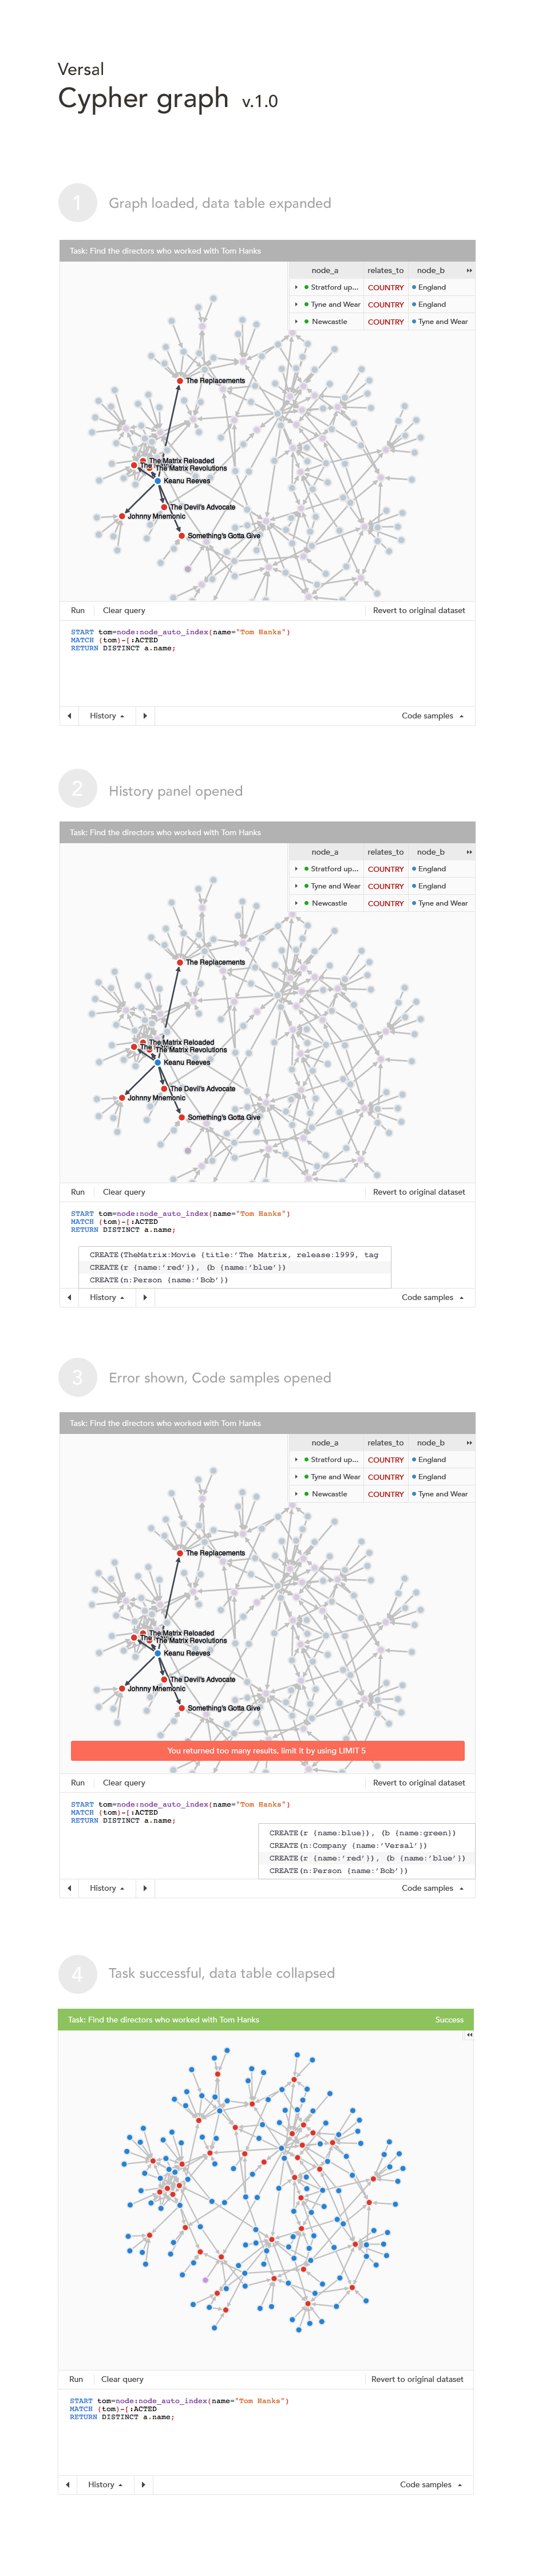 Versal
Cypher graph v.1.0
1 Graph loaded, data table expanded
Task: Find the directors who worked with Tom Hanks
node_a relates_to node_b
Stratford up... COUNTRY England
Tyne and Wear COUNTRY England
Newcastle COUNTRY Tyne and Wear
The Replacements
The Matrix Reloaded
The Matrix Revolutions
Keanu Reeves
The Devil's Advocate
Johnny Mnemonic
Something's Gotta Give
Run Clear query Revert to original dataset
START tom=node:node_auto_index(name="Tom Hanks")
MATCH (tom)-[:ACTED
RETURN DISTINCT a.name;
History Code samples
2 History panel opened
Task: Find the directors who worked with Tom Hanks
node_a relates_to node_b
Stratford up... COUNTRY England
Tyne and Wear COUNTRY England
Newcastle COUNTRY Tyne and Wear
The Replacements
The Matrix Reloaded
The Matrix Revolutions
Keanu Reeves
The Devil's Advocate
Johnny Mnemonic
Something's Gotta Give
Run Clear query Revert to original dataset
START tom=node:node_auto_index(name="Tom Hanks")
MATCH (tom)-[:ACTED
RETURN DISTINCT a.name;
CREATE(TheMatrix:Movie {title:'The Matrix, release:1999, tag
CREATE(r {name:'red'}), (b {name:'blue'})
CREATE(n:Person {name:'Bob'})
History Code samples
3 Error shown, Code samples opened
Task: Find the directors who worked with Tom Hanks
node_a relates_to node_b
Stratford up... COUNTRY England
Tyne and Wear COUNTRY England
Newcastle COUNTRY Tyne and Wear
The Replacements
The Matrix Reloaded
The Matrix Revolutions
Keanu Reeves
The Devil's Advocate
Johnny Mnemonic
Something's Gotta Give
You returned too many results, limit it by using LIMIT 5
Run Clear query Revert to original dataset
START tom=node:node_auto_index(name="Tom Hanks")
MATCH (tom)-[:ACTED
RETURN DISTINCT a.name;
CREATE(r {name:blue}), (b {name:green})
CREATE(n:Company {name:'Versal'})
CREATE(r {name:'red'}), (b {name:'blue'})
CREATE(n:Person {name:'Bob'})
History Code samples
4 Task successful, data table collapsed
Task: Find the directors who worked with Tom Hanks Success
Run Clear query Revert to original dataset
START tom=node:node_auto_index(name="Tom Hanks")
MATCH (tom)-[:ACTED
RETURN DISTINCT a.name;
History Code samples